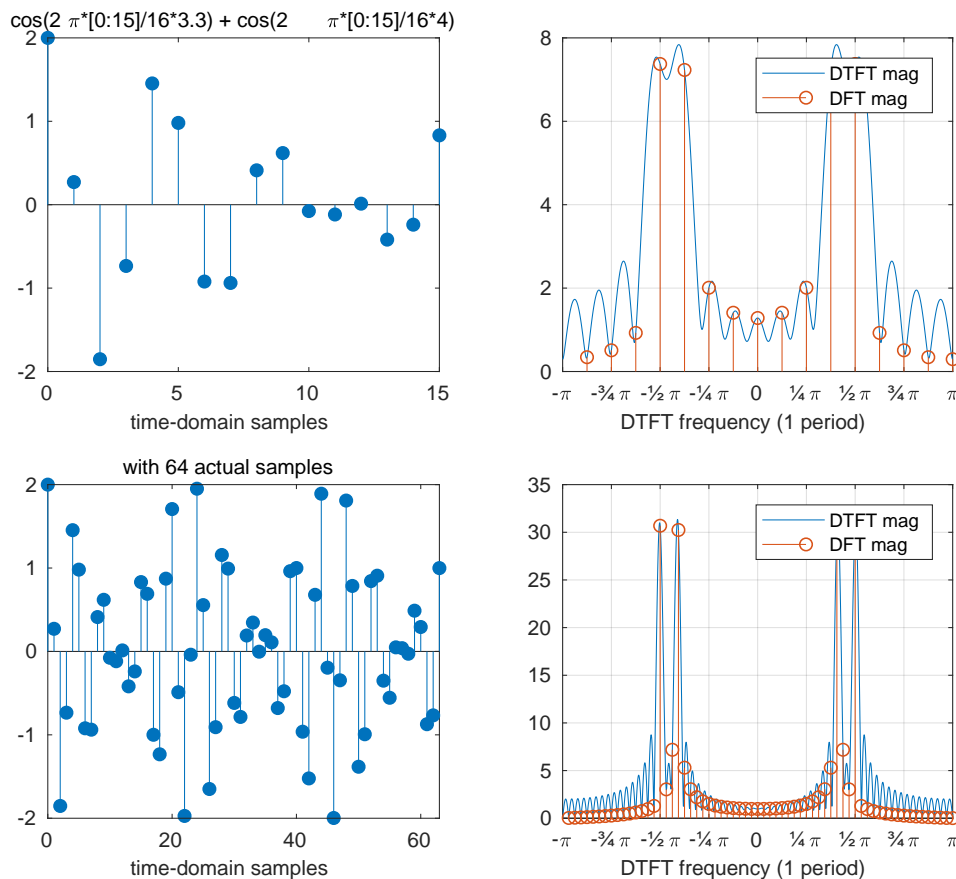 cos(2 π*[0:15]/16*3.3) + cos(2 π*[0:15]/16*4)
2
1
0
-1
-2
0 5 10 15
time-domain samples
8
6
4
2
0
DTFT mag
DFT mag
-π -¾ π -½ π -¼ π 0 ¼ π ½ π ¾ π π
DTFT frequency (1 period)
with 64 actual samples
2
1
0
-1
-2
0 20 40 60
time-domain samples
35
30
25
20
15
10
5
0
DTFT mag
DFT mag
-π -¾ π -½ π -¼ π 0 ¼ π ½ π ¾ π π
DTFT frequency (1 period)